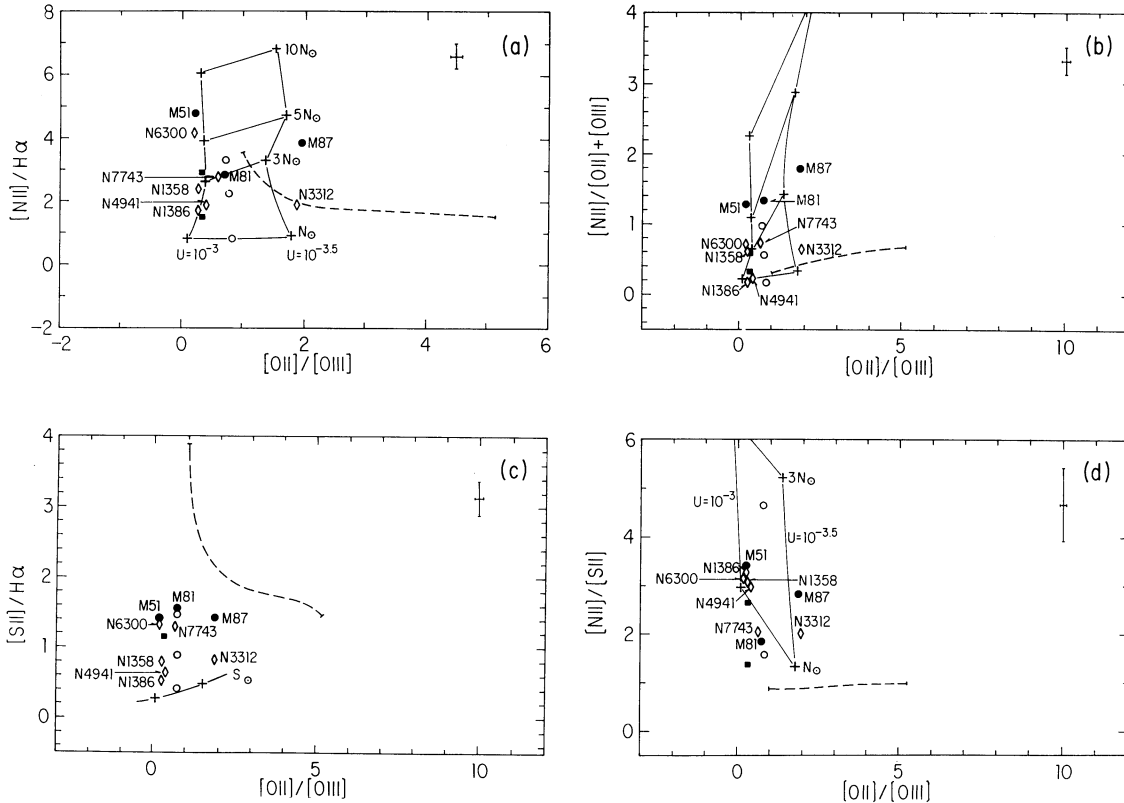 (a)
8
6
4
2
0
-2
-2
0
2
4
6
[NII]/Hα
[OII]/[OIII]
10N⊙
5N⊙
3N⊙
N⊙
M51
N6300
M87
N7743
M81
N1358
N4941
N1386
N3312
U=10⁻³
U=10⁻³·⁵
(b)
4
3
2
1
0
0
5
10
[NII]/[OII]+[OIII]
[OII]/[OIII]
M87
M51
M81
N7743
N6300
N1358
N3312
N1386
N4941
(c)
4
3
2
1
0
0
5
10
[SII]/Hα
[OII]/[OIII]
M51
M81
M87
N6300
N7743
N1358
N4941
N1386
N3312
S⊙
(d)
6
4
2
0
0
5
10
[NII]/[SII]
[OII]/[OIII]
3N⊙
U=10⁻³
U=10⁻³·⁵
M51
N1386
N6300
N1358
N4941
M87
N7743
N3312
M81
N⊙